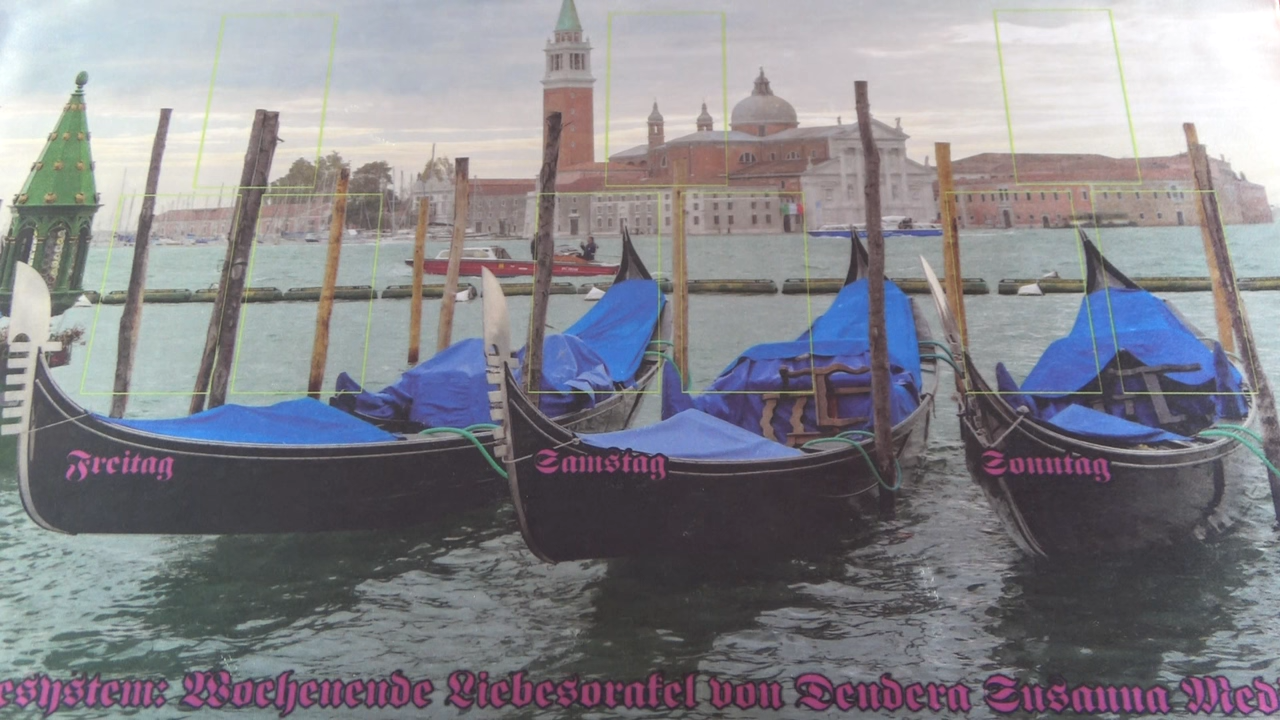 Freitag
Samstag
Sonntag
esystem: Wochenende Liebesorakel von Dendera Susanna Med